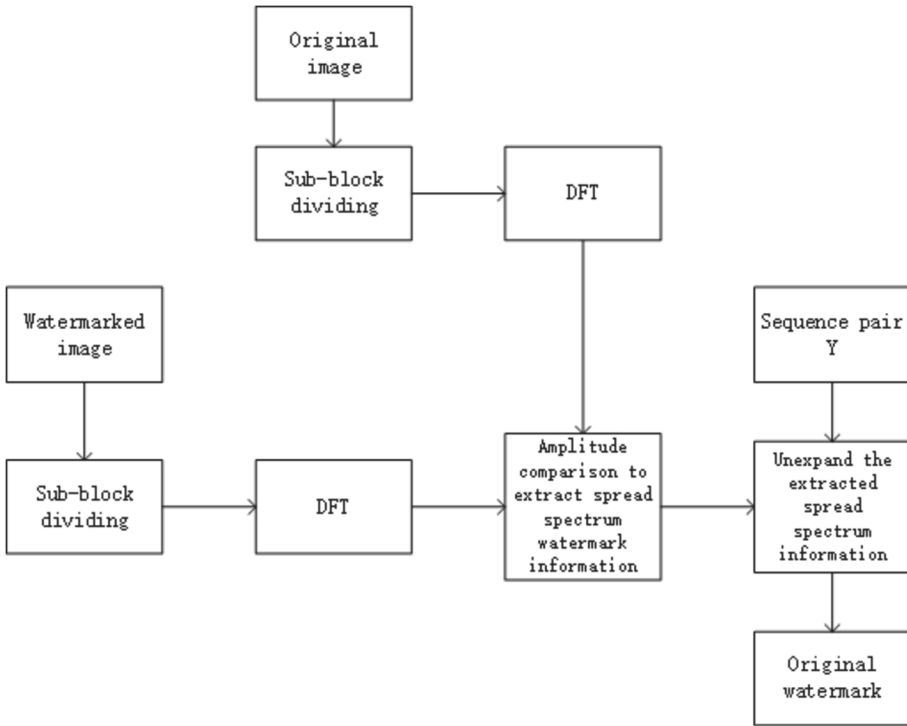 Original
image
Sub-block
dividing
DFT
Watermarked
image
Sequence pair
Y
Sub-block
dividing
DFT
Amplitude
comparison to
extract spread
spectrum
watermark
information
Unexpand the
extracted
spread
spectrum
information
Original
watermark